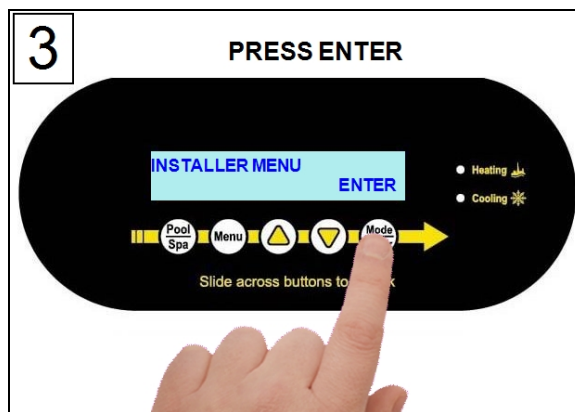 3
PRESS ENTER
INSTALLER MENU
ENTER
Heating
Cooling
Pool
Spa
Menu
Mode
Slide across buttons to